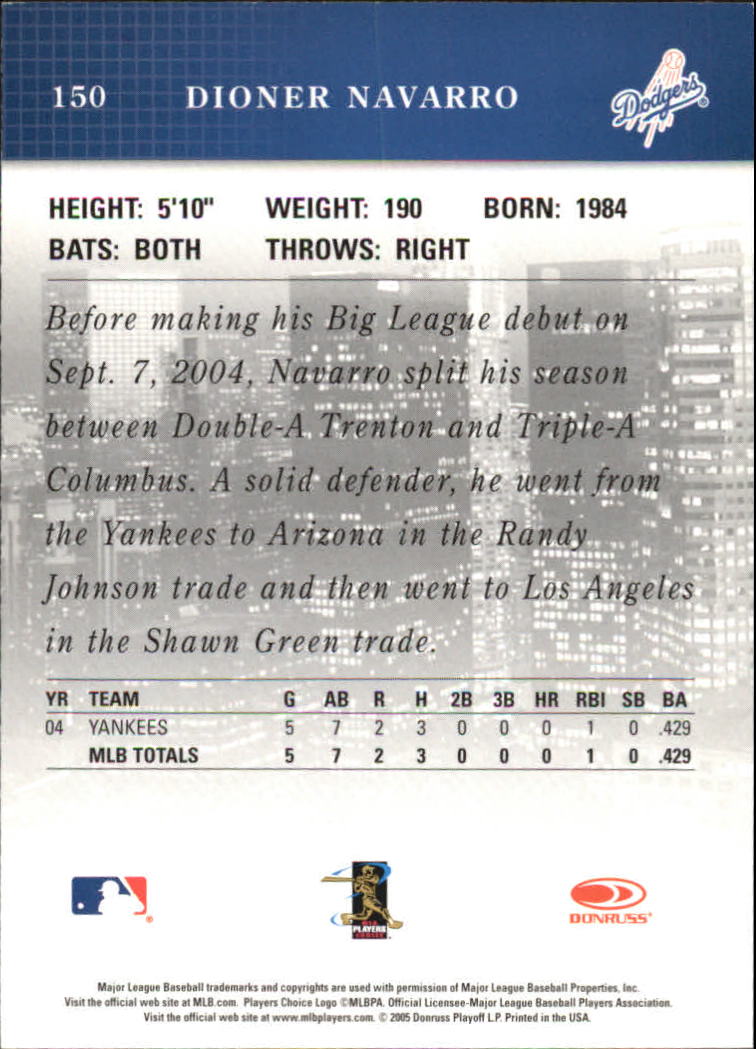 150 DIONER NAVARRO
Dodgers®
HEIGHT: 5'10" WEIGHT: 190 BORN: 1984
BATS: BOTH THROWS: RIGHT
Before making his Big League debut on
Sept. 7, 2004, Navarro split his season
between Double-A Trenton and Triple-A
Columbus. A solid defender, he went from
the Yankees to Arizona in the Randy
Johnson trade and then went to Los Angeles
in the Shawn Green trade.
YR TEAM G AB R H 2B 3B HR RBI SB BA
04 YANKEES 5 7 2 3 0 0 0 1 0 .429
MLB TOTALS 5 7 2 3 0 0 0 1 0 .429
PLAYERS
CHOICE
DONRUSS®
Major League Baseball trademarks and copyrights are used with permission of Major League Baseball Properties, Inc.
Visit the official web site at MLB.com. Players Choice Logo ©MLBPA. Official Licensee-Major League Baseball Players Association.
Visit the official web site at www.mlbplayers.com. © 2005 Donruss Playoff L.P. Printed in the USA.